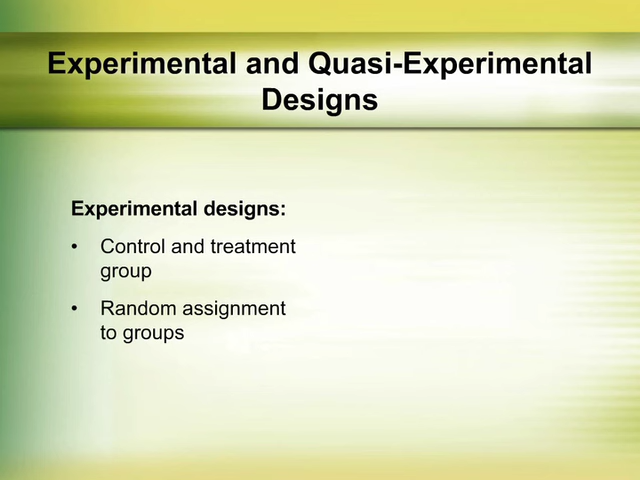 Experimental and Quasi-Experimental
Designs
Experimental designs:
• Control and treatment
group
• Random assignment
to groups